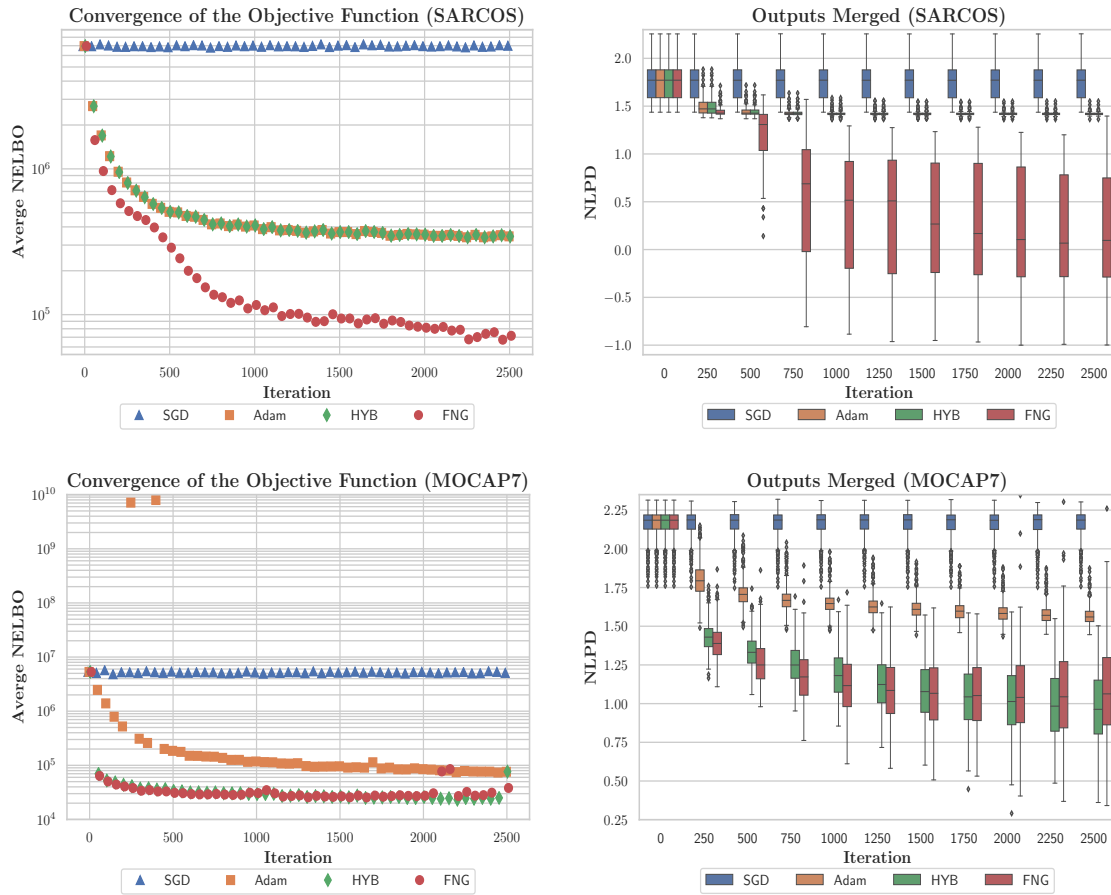 Convergence of the Objective Function (SARCOS)
Averge NELBO
10^6
10^5
0 500 1000 1500 2000 2500
Iteration
SGD Adam HYB FNG
Outputs Merged (SARCOS)
NLPD
2.0
1.5
1.0
0.5
0.0
−0.5
−1.0
0 250 500 750 1000 1250 1500 1750 2000 2250 2500
Iteration
SGD Adam HYB FNG
Convergence of the Objective Function (MOCAP7)
Averge NELBO
10^10
10^9
10^8
10^7
10^6
10^5
10^4
0 500 1000 1500 2000 2500
Iteration
SGD Adam HYB FNG
Outputs Merged (MOCAP7)
NLPD
2.25
2.00
1.75
1.50
1.25
1.00
0.75
0.50
0.25
0 250 500 750 1000 1250 1500 1750 2000 2250 2500
Iteration
SGD Adam HYB FNG